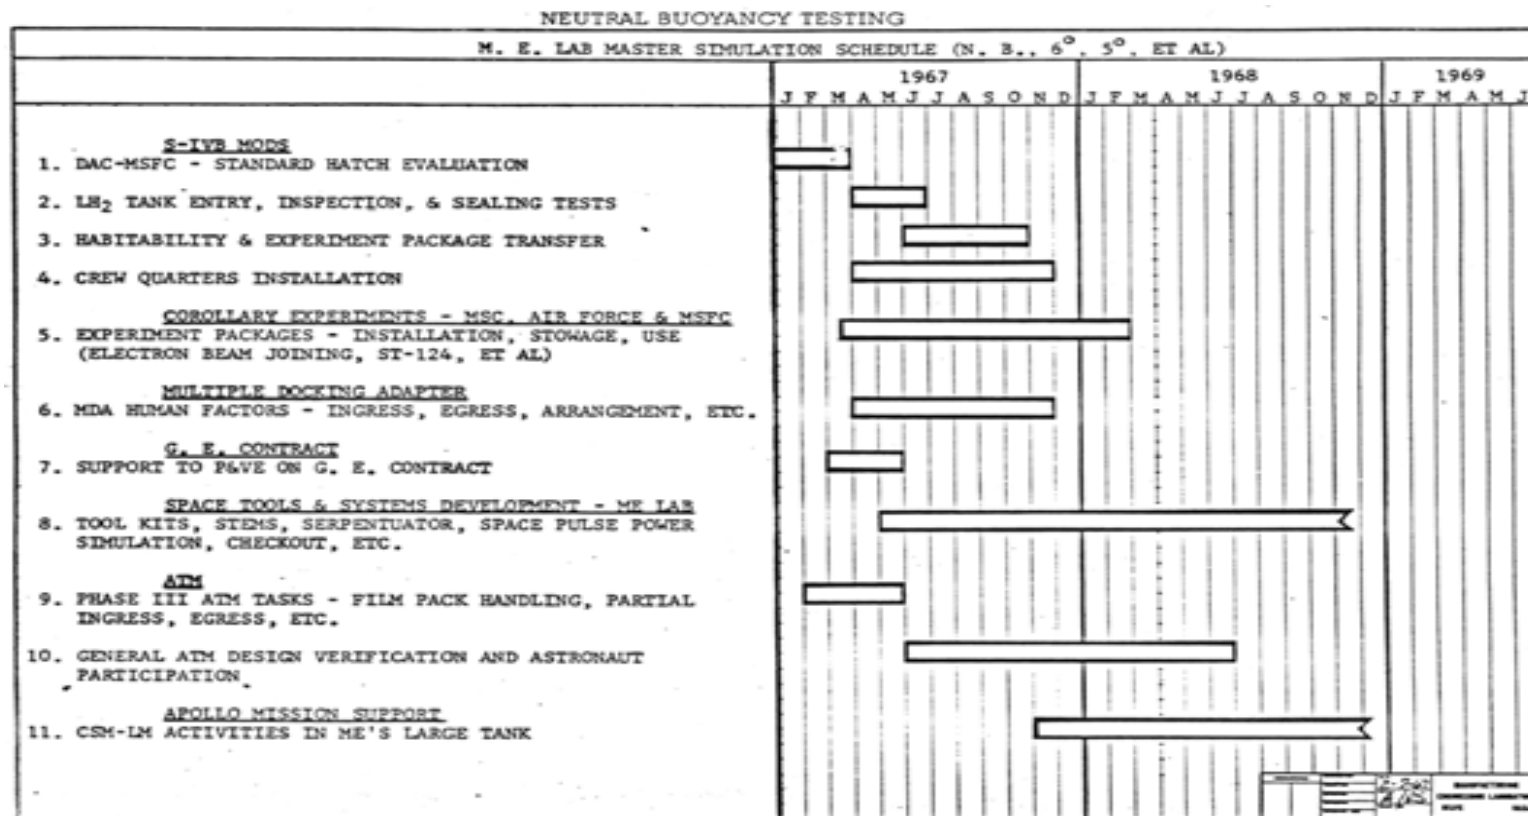 NEUTRAL BUOYANCY TESTING
M. E. LAB MASTER SIMULATION SCHEDULE (N. B., 6°, 5°, ET AL)
1967 1968 1969
J F M A M J J A S O N D J F M A M J J A S O N D J F M A M J
S-IVB MODS
1. DAC-MSFC - STANDARD HATCH EVALUATION
2. LH2 TANK ENTRY, INSPECTION, & SEALING TESTS
3. HABITABILITY & EXPERIMENT PACKAGE TRANSFER
4. CREW QUARTERS INSTALLATION
COROLLARY EXPERIMENTS - MSC, AIR FORCE & MSFC
5. EXPERIMENT PACKAGES - INSTALLATION, STOWAGE, USE
(ELECTRON BEAM JOINING, ST-124, ET AL)
MULTIPLE DOCKING ADAPTER
6. MDA HUMAN FACTORS - INGRESS, EGRESS, ARRANGEMENT, ETC.
G. E. CONTRACT
7. SUPPORT TO P&VE ON G. E. CONTRACT
SPACE TOOLS & SYSTEMS DEVELOPMENT - ME LAB
8. TOOL KITS, STEMS, SERPENTUATOR, SPACE PULSE POWER
SIMULATION, CHECKOUT, ETC.
ATM
9. PHASE III ATM TASKS - FILM PACK HANDLING, PARTIAL
INGRESS, EGRESS, ETC.
10. GENERAL ATM DESIGN VERIFICATION AND ASTRONAUT
PARTICIPATION
APOLLO MISSION SUPPORT
11. CSM-LM ACTIVITIES IN ME'S LARGE TANK